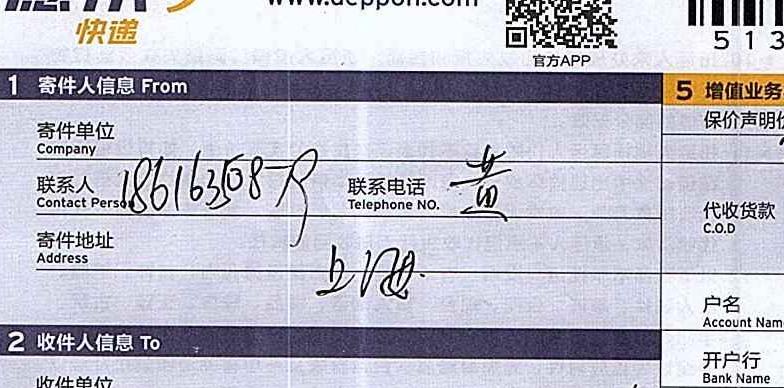 www.deppon.com
快递
官方APP
513
1 寄件人信息 From
5 增值业务
寄件单位
Company
保价声明价
联系人
Contact Person
联系电话 黄
Telephone NO.
代收货款
C.O.D
寄件地址 上海
Address
户名
Account Nam
2 收件人信息 To
开户行
Bank Name
收件单位